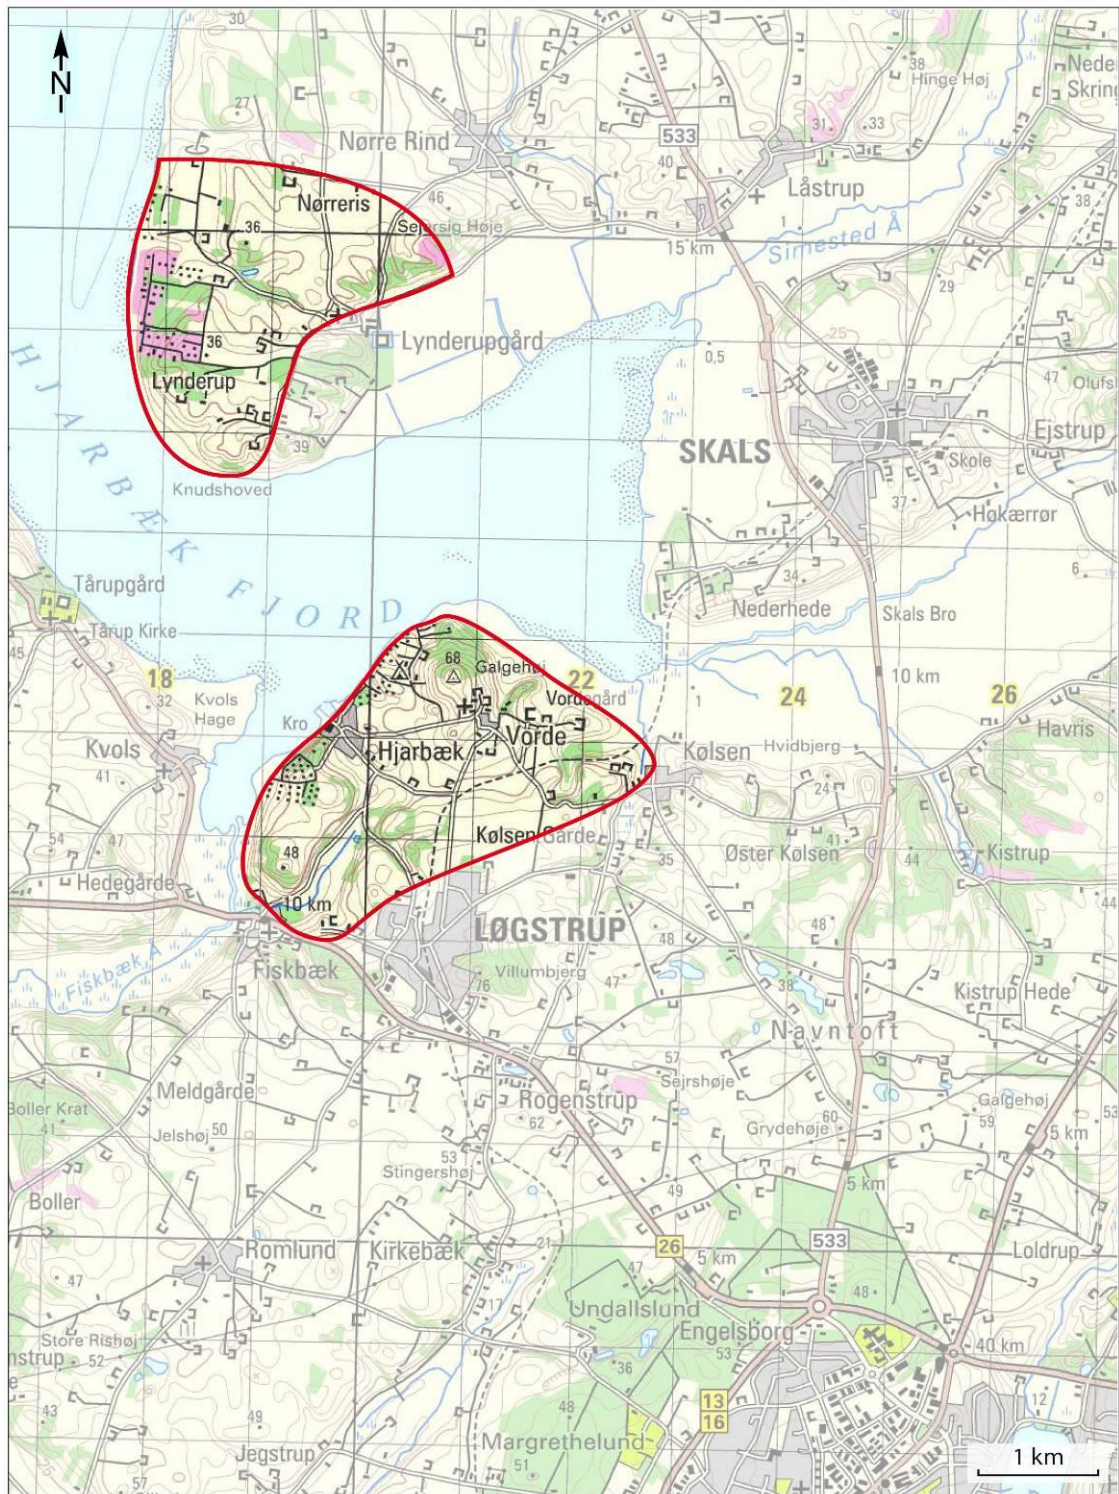 30
38
Hinge Høj
Nede
Skring
N
27
Nørre Rind
533
31
33
40
Låstrup
38
Nørreris
46
Sejersig Høje
36
1
15 km
Simested Å
29
25
36
Lynderupgård
0,5
47
Olufs
Lynderup
HJARBÆK FJORD
39
SKALS
Ejstrup
Skole
Knudshoved
37
Høkærrør
Tårupgård
34
6
Nederhede
Skals Bro
Tårup Kirke
45
68
Galgehøj
22
10 km
18
32
Kvols
Hage
Vordegård
1
24
26
Kro
Vorde
Havris
Kvols
Hjarbæk
Kølsen
Hvidbjerg
41
24
54
47
Kølsen Gårde
41
48
35
Øster Kølsen
44
Kistrup
Hedegårde
10 km
44
LØGSTRUP
48
48
Fiskbæk Å
Fiskbæk
Villumbjerg
76
47
38
Kistrup Hede
Navntoft
57
Meldgårde
Sejrshøje
Boller Krat
41
Rogenstrup
Galgehøj
59
53
60
62
Grydehøje
5 km
Jelshøj
50
53
Stingershøj
49
5 km
Boller
533
Romlund
Kirkebæk
21
26
5 km
Loldrup
47
47
48
17
Undallslund
Store Rishøj
Engelsborg
nstrup
52
53
40 km
36
13
12
16
43
49
48
Margrethelund
Jegstrup
51
1 km
57